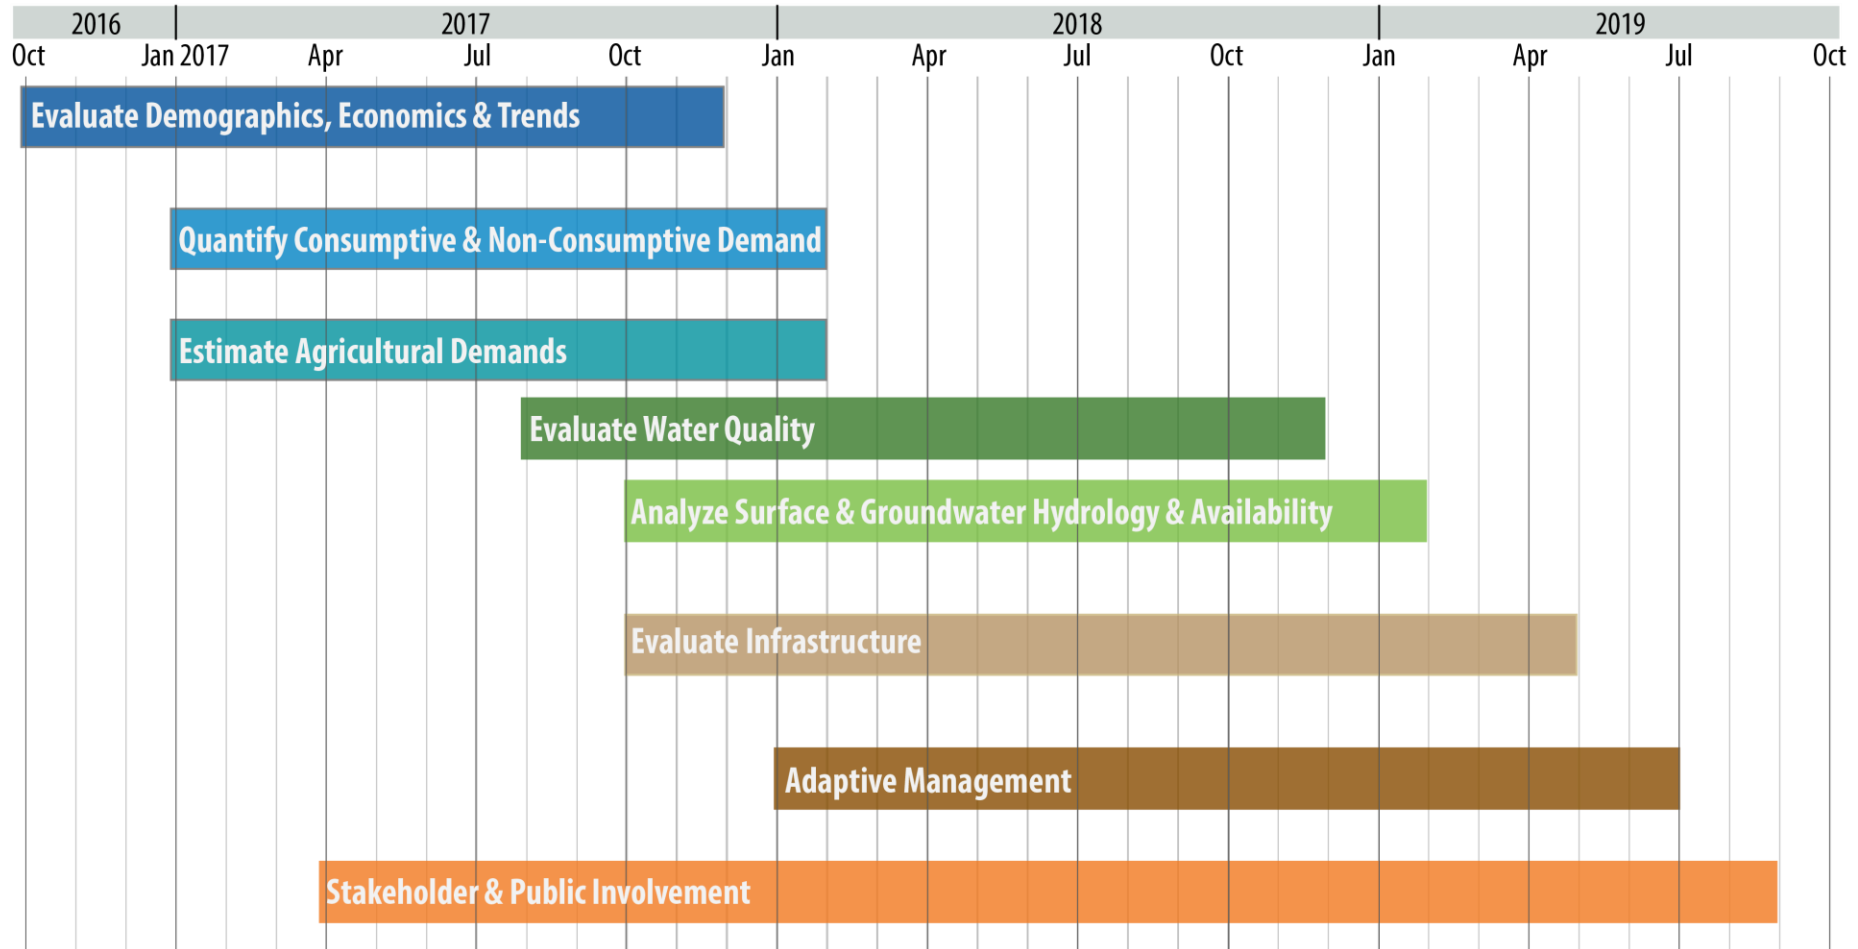 2016 2017 2018 2019
Oct Jan 2017 Apr Jul Oct Jan Apr Jul Oct Jan Apr Jul Oct
Evaluate Demographics, Economics & Trends
Quantify Consumptive & Non-Consumptive Demand
Estimate Agricultural Demands
Evaluate Water Quality
Analyze Surface & Groundwater Hydrology & Availability
Evaluate Infrastructure
Adaptive Management
Stakeholder & Public Involvement